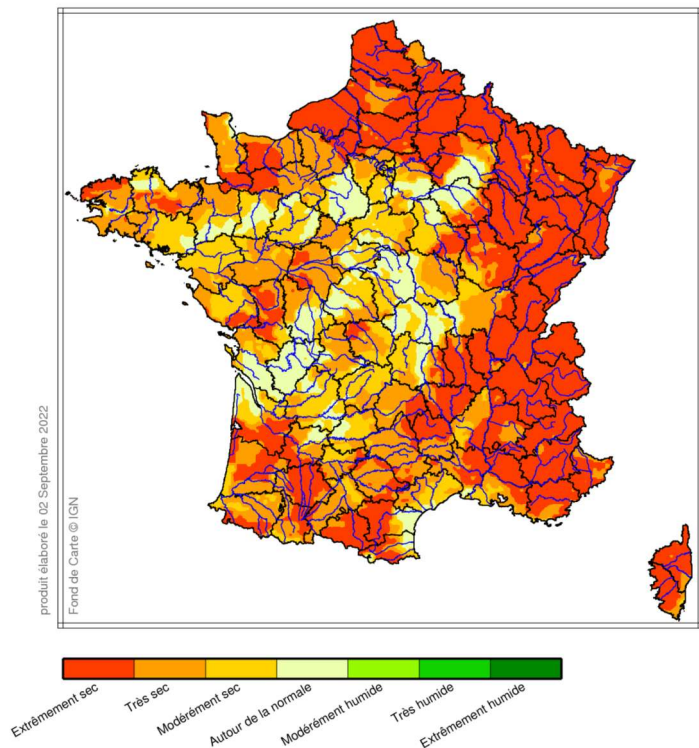 produit élaboré le 02 Septembre 2022
Fond de Carte © IGN
Extrêmement sec
Très sec
Modérément sec
Autour de la normale
Modérément humide
Très humide
Extrêmement humide